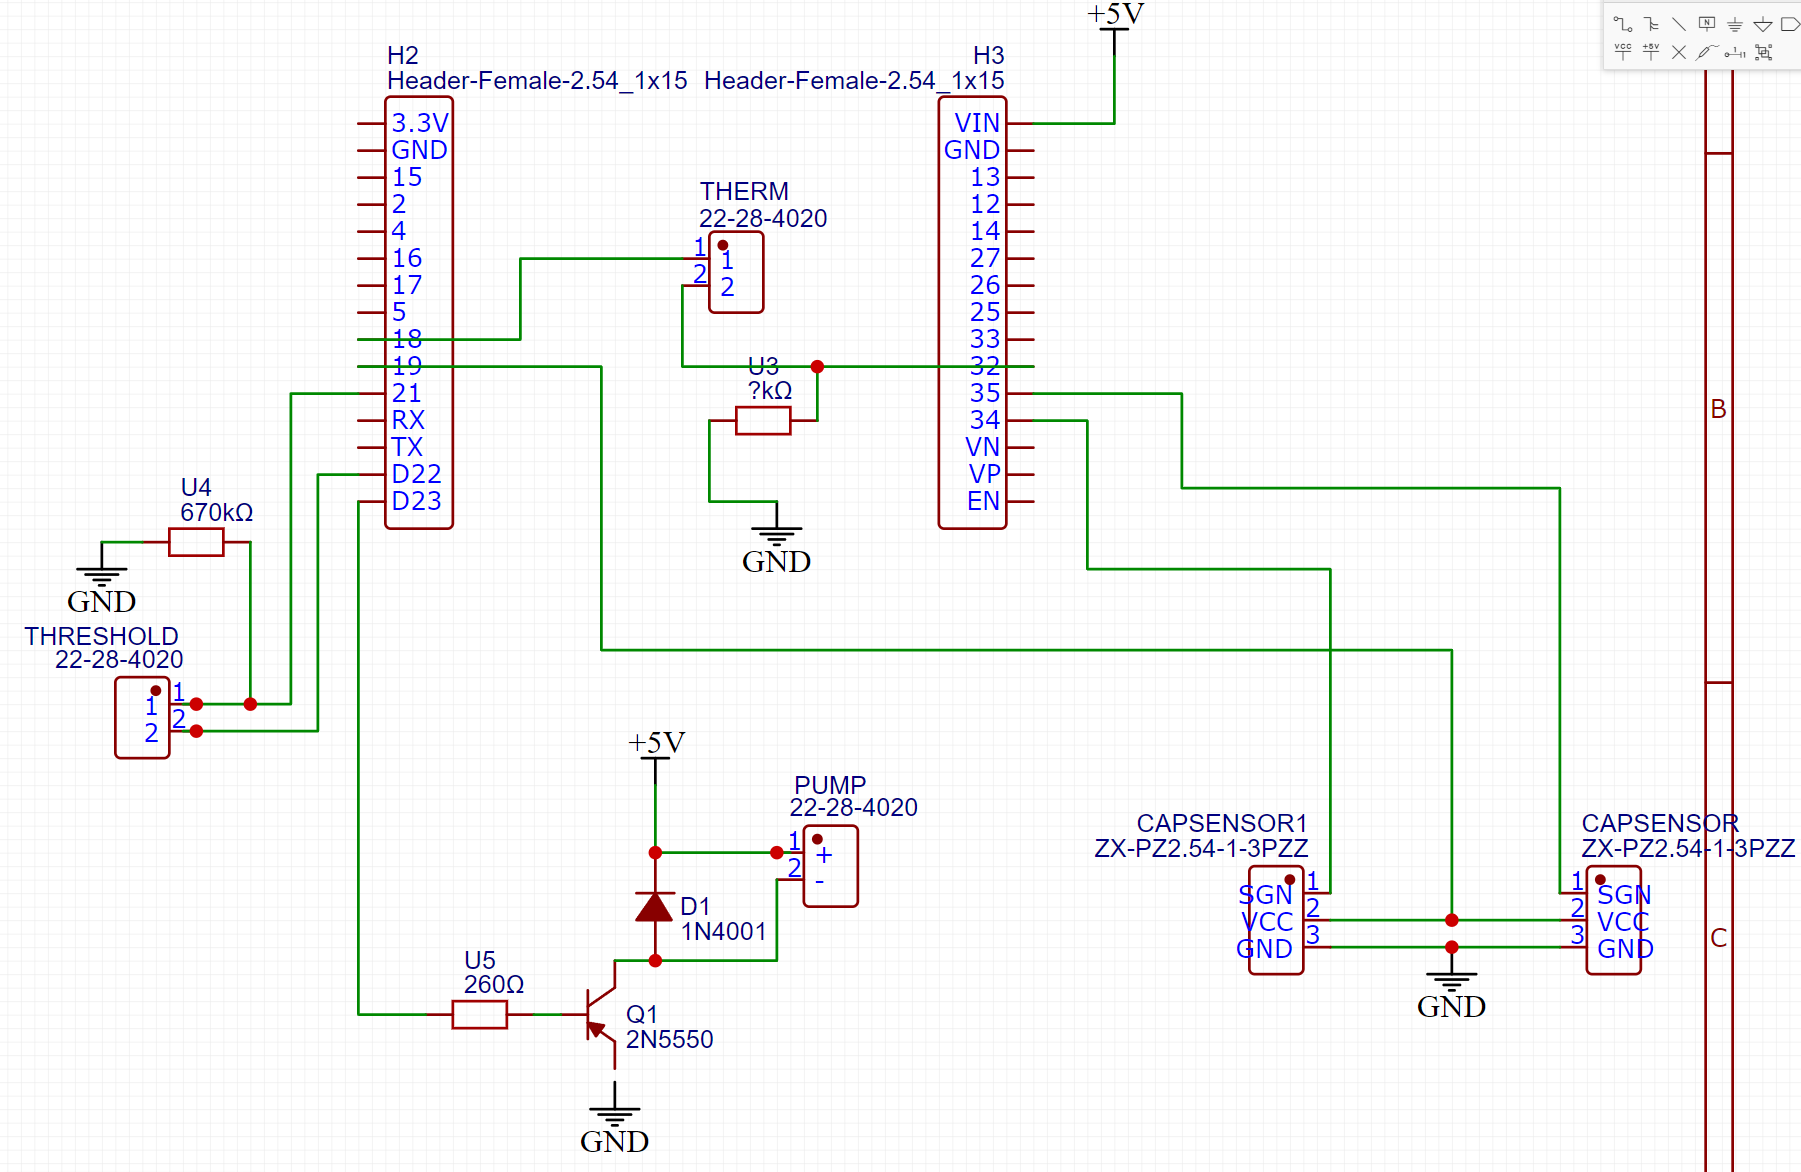 +5V
N
VCC +5V
H2
Header-Female-2.54_1x15
3.3V
GND
15
2
4
16
17
5
18
19
21
RX
TX
D22
D23
H3
Header-Female-2.54_1x15
VIN
GND
13
12
14
27
26
25
33
32
35
34
VN
VP
EN
THERM
22-28-4020
1
1
2
2
U3
?kΩ
GND
B
U4
670kΩ
GND
THRESHOLD
22-28-4020
1
1
2
2
+5V
PUMP
22-28-4020
1
+
2
-
D1
1N4001
U5
260Ω
Q1
2N5550
GND
CAPSENSOR1
ZX-PZ2.54-1-3PZZ
1
SGN
2
VCC
3
GND
CAPSENSOR
ZX-PZ2.54-1-3PZZ
1
SGN
2
VCC
3
GND
GND
C